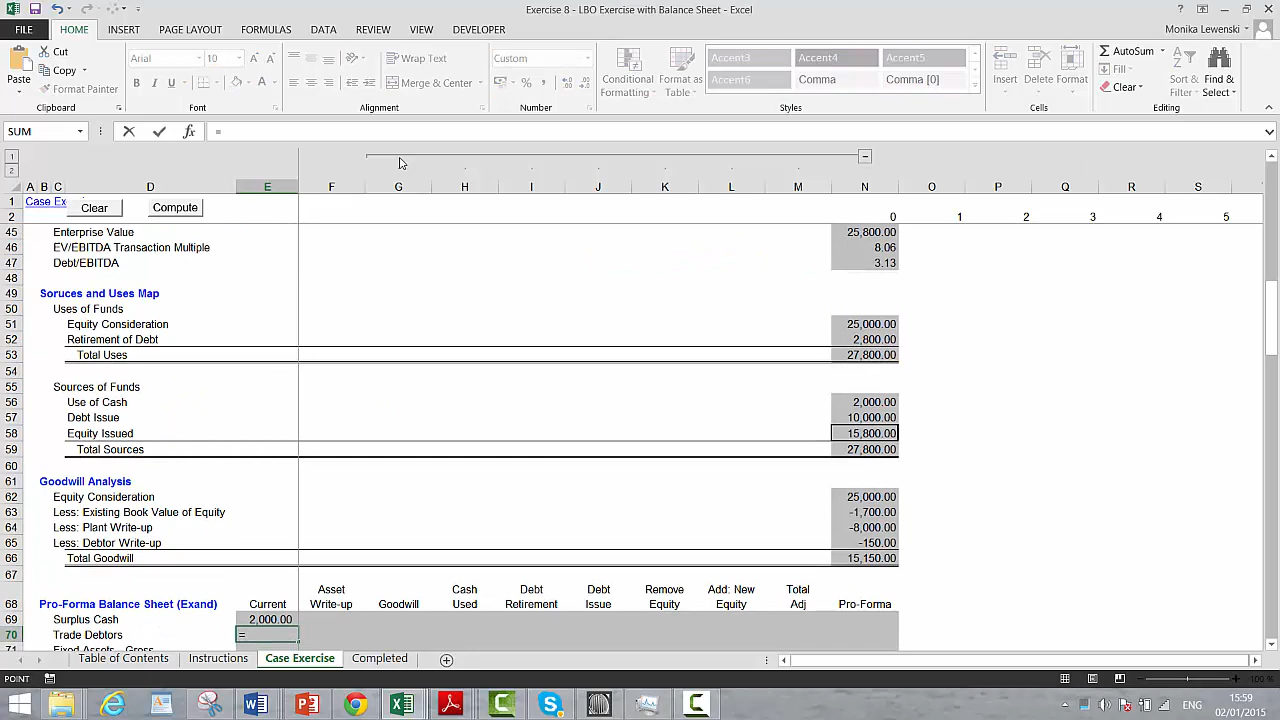 Exercise 8 - LBO Exercise with Balance Sheet - Excel
FILE HOME INSERT PAGE LAYOUT FORMULAS DATA REVIEW VIEW DEVELOPER Monika Lewenski
Paste Cut Copy Format Painter Clipboard
Arial 10 B I U Font
Wrap Text Merge & Center Alignment
Custom % Number
Conditional Formatting Format as Table
Accent3 Accent4 Accent5
Accent6 Comma Comma [0]
Styles
Insert Delete Format Cells
AutoSum Fill Clear Sort & Filter Find & Select Editing
SUM fx =
1
2
A B C D E F G H I J K L M N O P Q R S
1 Case Ex Clear Compute
2 0 1 2 3 4 5
45 Enterprise Value 25,800.00
46 EV/EBITDA Transaction Multiple 8.06
47 Debt/EBITDA 3.13
48
49 Soruces and Uses Map
50 Uses of Funds
51 Equity Consideration 25,000.00
52 Retirement of Debt 2,800.00
53 Total Uses 27,800.00
54
55 Sources of Funds
56 Use of Cash 2,000.00
57 Debt Issue 10,000.00
58 Equity Issued 15,800.00
59 Total Sources 27,800.00
60
61 Goodwill Analysis
62 Equity Consideration 25,000.00
63 Less: Existing Book Value of Equity -1,700.00
64 Less: Plant Write-up -8,000.00
65 Less: Debtor Write-up -150.00
66 Total Goodwill 15,150.00
67 Asset Cash Debt Debt Remove Add: New Total
68 Pro-Forma Balance Sheet (Exand) Current Write-up Goodwill Used Retirement Issue Equity Equity Adj Pro-Forma
69 Surplus Cash 2,000.00
70 Trade Debtors =
71 Fixed Assets - Gross
Table of Contents Instructions Case Exercise Completed
POINT 100 %
ENG 15:59
02/01/2015